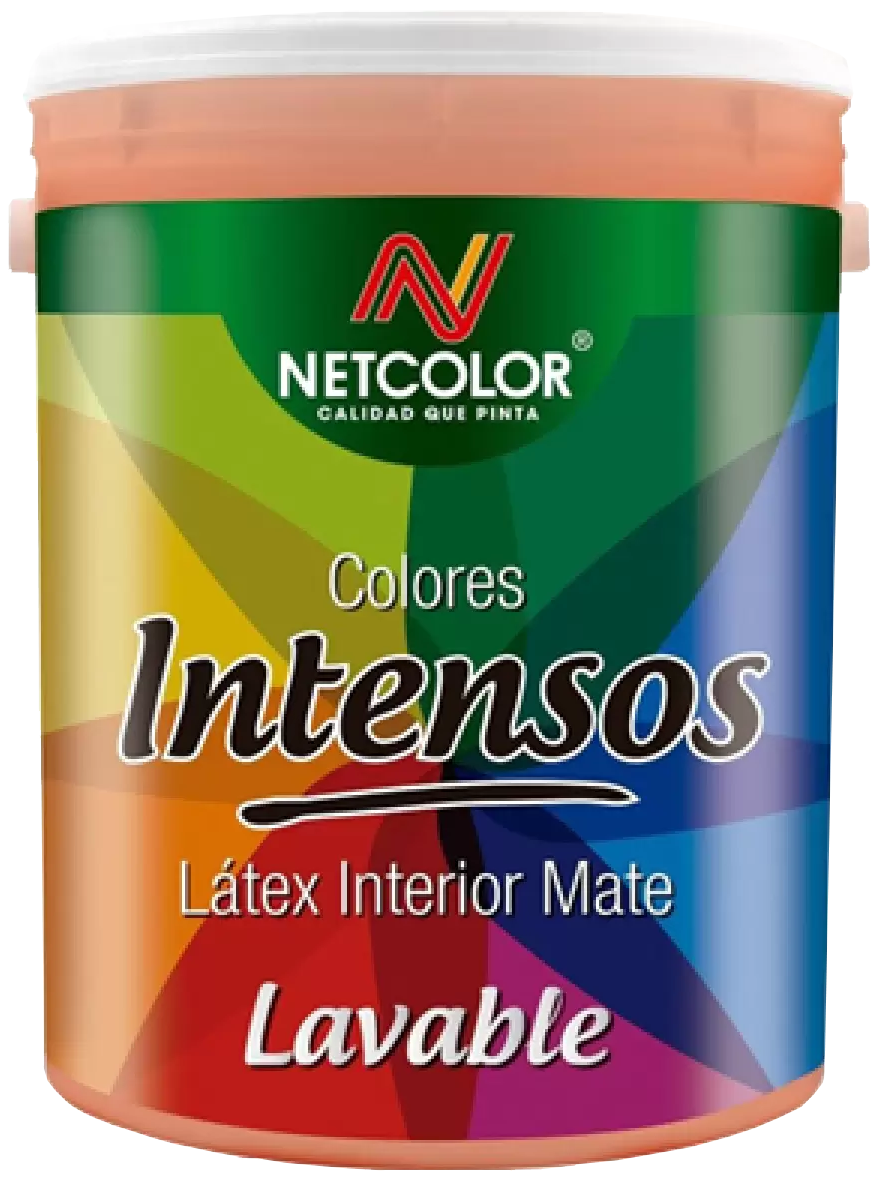 NETCOLOR®
CALIDAD QUE PINTA
Colores
Intensos
Látex Interior Mate
Lavable